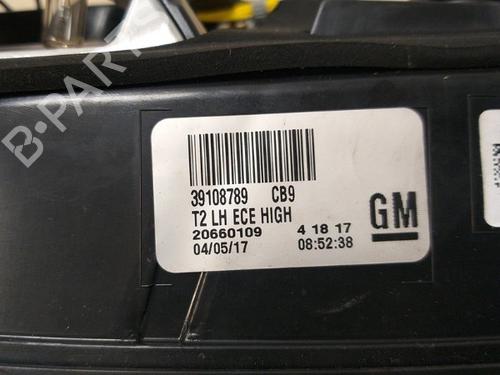 B-PARTS
39108789 CB9
T2 LH ECE HIGH
20660109 4 18 17
04/05/17 08:52:38
GM